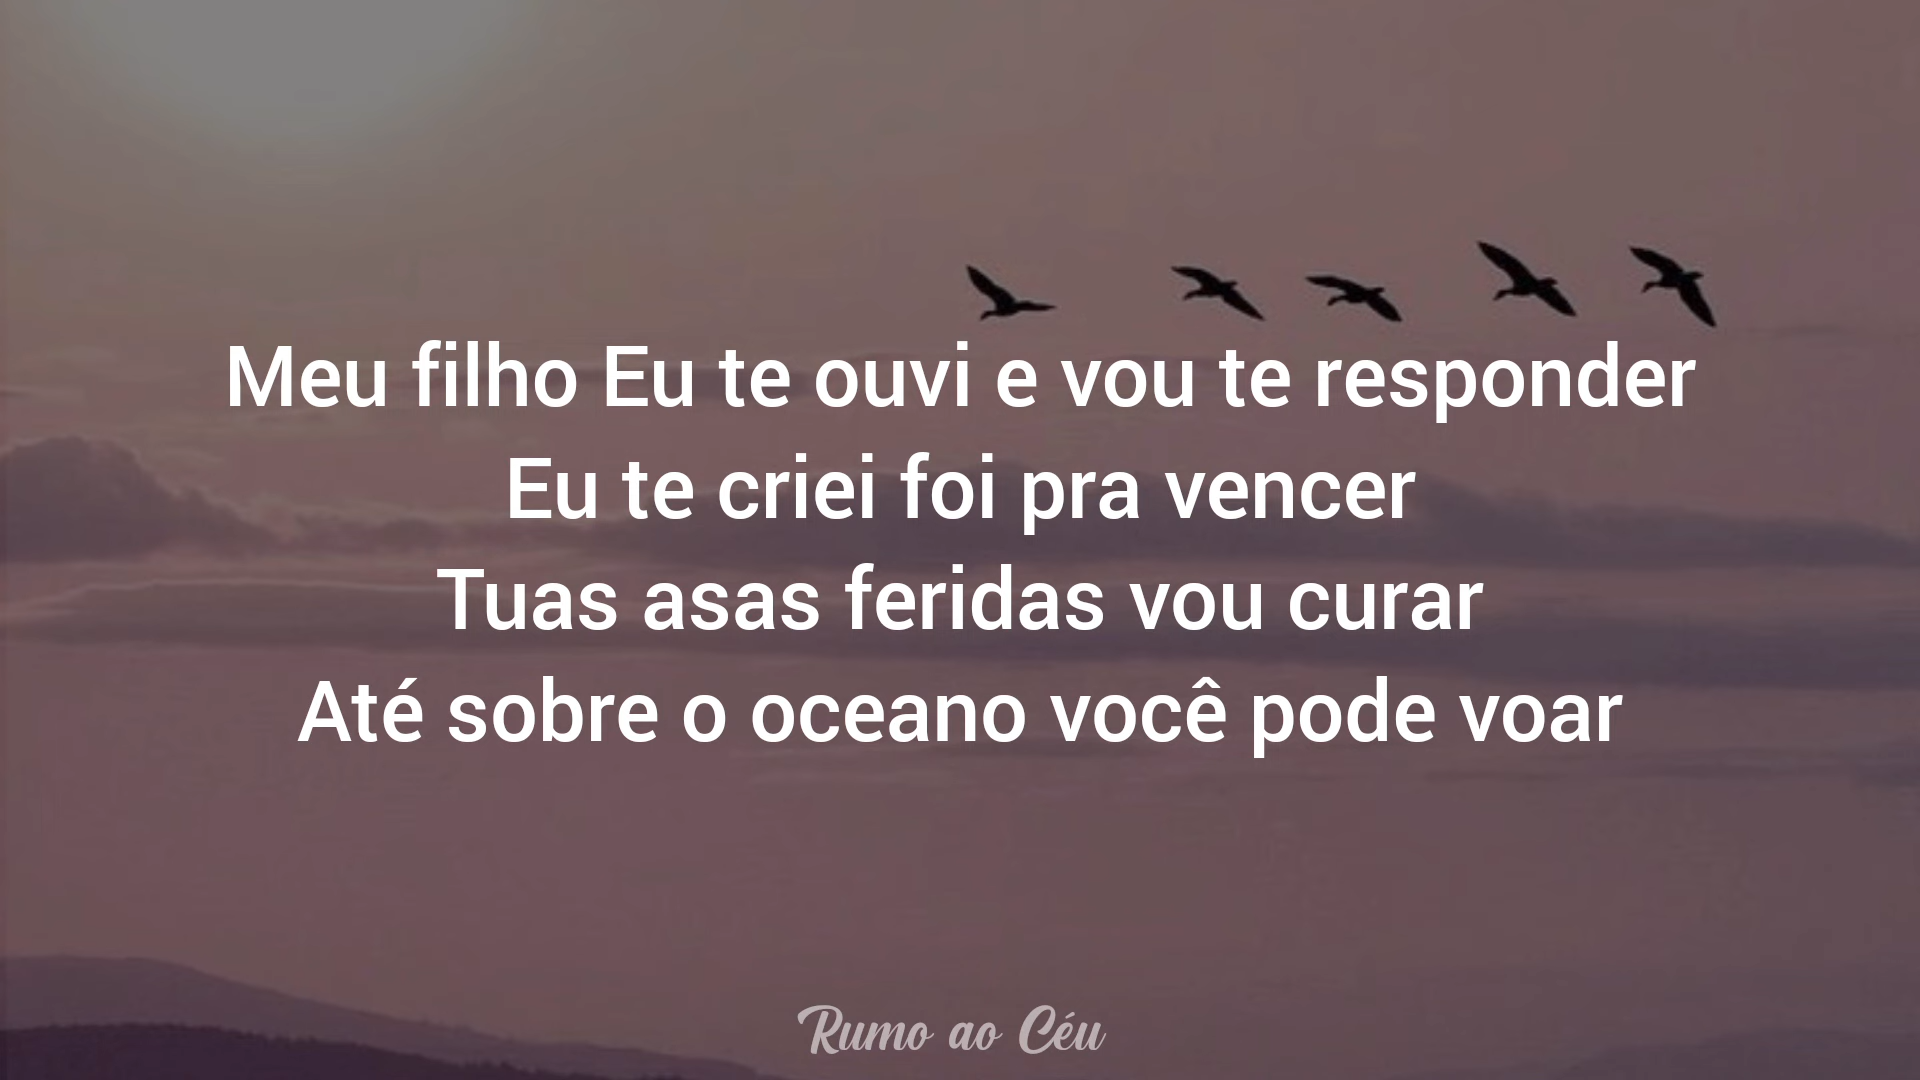 Meu filho Eu te ouvi e vou te responder
Eu te criei foi pra vencer
Tuas asas feridas vou curar
Até sobre o oceano você pode voar
Rumo ao Céu